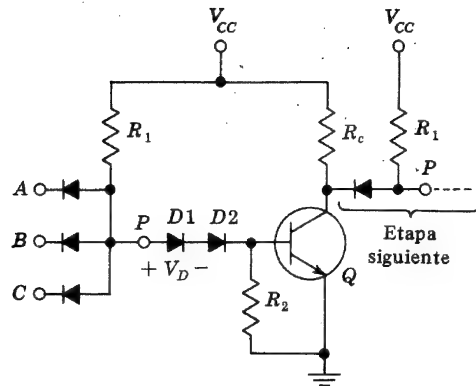 V_CC
V_CC
R_1
R_c
R_1
A
P
B
P
D1
D2
+ V_D −
Etapa
siguiente
C
R_2
Q